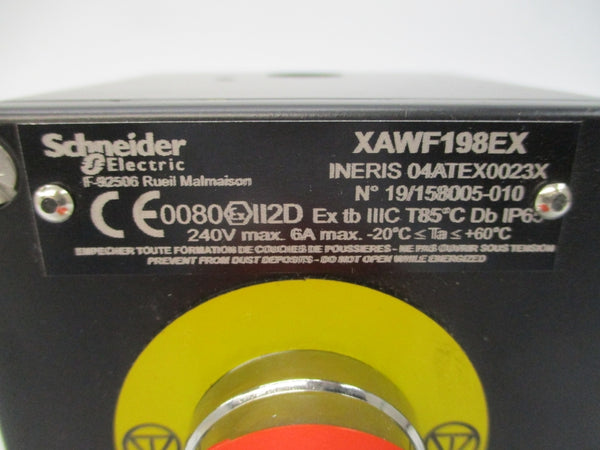 Schneider
Electric
F-92506 Rueil Malmaison
XAWF198EX
INERIS 04ATEX0023X
N° 19/158005-010
CE 0080 Ex II2D Ex tb IIIC T85°C Db IP65
240V max. 6A max. -20°C ≤ Ta ≤ +60°C
EMPECHER TOUTE FORMATION DE COUCHES DE POUSSIERES - NE PAS OUVRIR SOUS TENSION
PREVENT FROM DUST DEPOSITS - DO NOT OPEN WHILE ENERGIZED